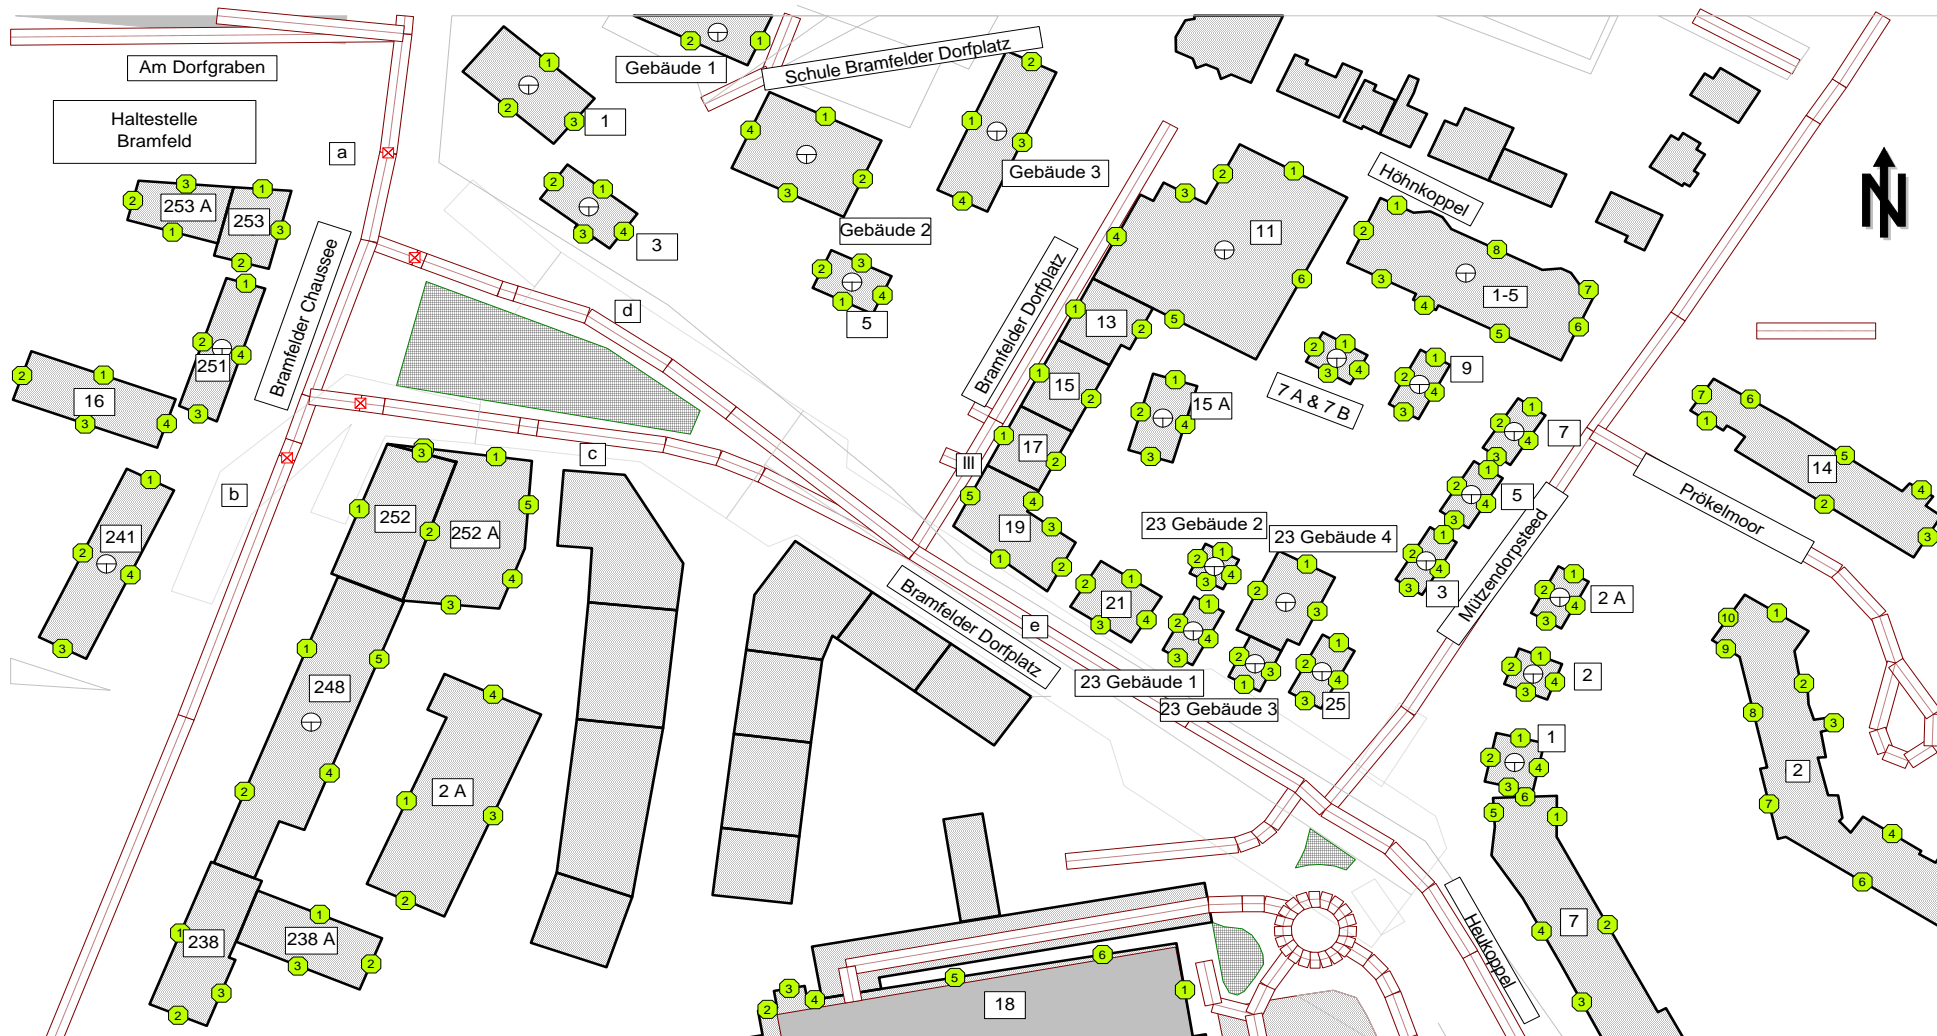 Am Dorfgraben
Haltestelle
Bramfeld
a
Gebäude 1
Schule Bramfelder Dorfplatz
1
Gebäude 3
3
Gebäude 2
5
Höhnkoppel
11
1-5
N
253 A
253
Bramfelder Chaussee
251
16
d
Bramfelder Dorfplatz
13
15
15 A
17
III
19
7 A & 7 B
9
7
5
3
14
Prökelmoor
Mützendorpsteed
b
c
241
252
252 A
23 Gebäude 2
23 Gebäude 4
21
e
Bramfelder Dorfplatz
23 Gebäude 1
23 Gebäude 3
25
2 A
2
1
2
248
2 A
238
238 A
18
7
Heukoppel